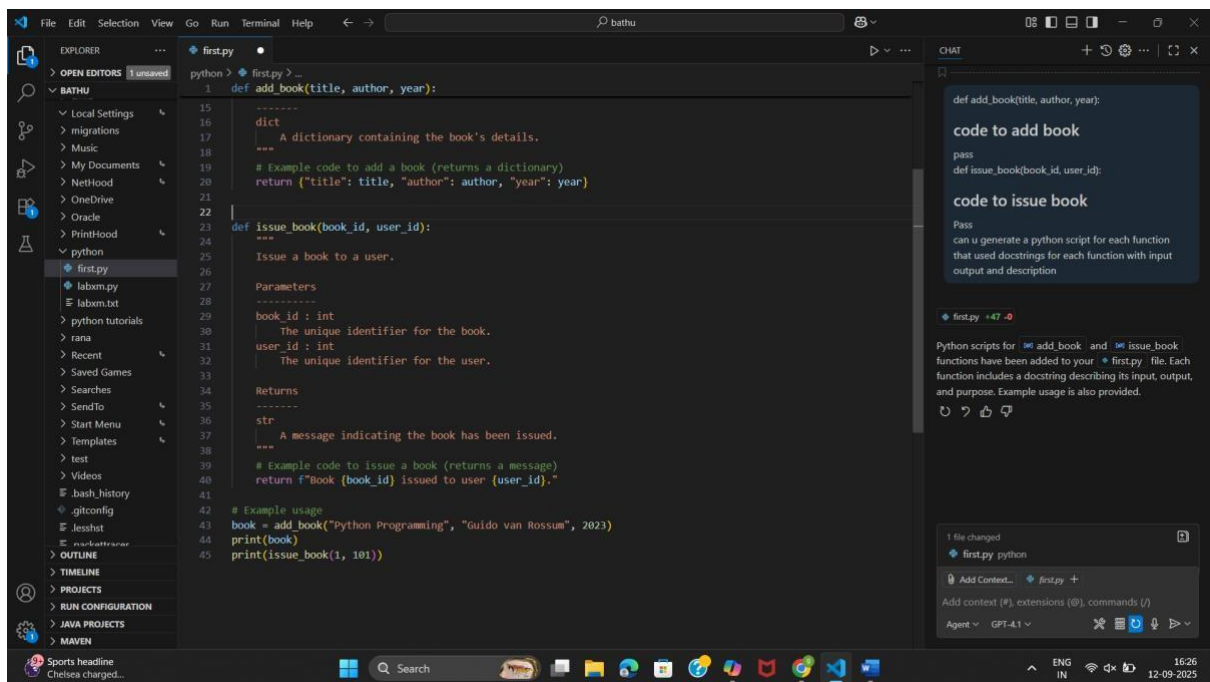 File Edit Selection View Go Run Terminal Help
bathu
EXPLORER
OPEN EDITORS 1 unsaved
BATHU
Local Settings
migrations
Music
My Documents
NetHood
OneDrive
Oracle
PrintHood
python
first.py
labxm.py
labxm.txt
python tutorials
rana
Recent
Saved Games
Searches
SendTo
Start Menu
Templates
test
Videos
.bash_history
.gitconfig
.lesshst
.packettracer
OUTLINE
TIMELINE
PROJECTS
RUN CONFIGURATION
JAVA PROJECTS
MAVEN
first.py
python > first.py > ...
1 def add_book(title, author, year):
15 -------
16 dict
17 A dictionary containing the book's details.
18 """
19 # Example code to add a book (returns a dictionary)
20 return {"title": title, "author": author, "year": year}
21
22
23 def issue_book(book_id, user_id):
24 """
25 Issue a book to a user.
26
27 Parameters
28 ----------
29 book_id : int
30 The unique identifier for the book.
31 user_id : int
32 The unique identifier for the user.
33
34 Returns
35 -------
36 str
37 A message indicating the book has been issued.
38 """
39 # Example code to issue a book (returns a message)
40 return f"Book {book_id} issued to user {user_id}."
41
42 # Example usage
43 book = add_book("Python Programming", "Guido van Rossum", 2023)
44 print(book)
45 print(issue_book(1, 101))
CHAT
def add_book(title, author, year):
code to add book
pass
def issue_book(book_id, user_id):
code to issue book
Pass
can u generate a python script for each function
that used docstrings for each function with input
output and description
first.py +47 -0
Python scripts for add_book and issue_book
functions have been added to your first.py file. Each
function includes a docstring describing its input, output,
and purpose. Example usage is also provided.
1 file changed
first.py python
Add Context... first.py +
Add context (#), extensions (@), commands (/)
Agent GPT-4.1
9+
Sports headline
Chelsea charged...
Search
ENG
IN
16:26
12-09-2025